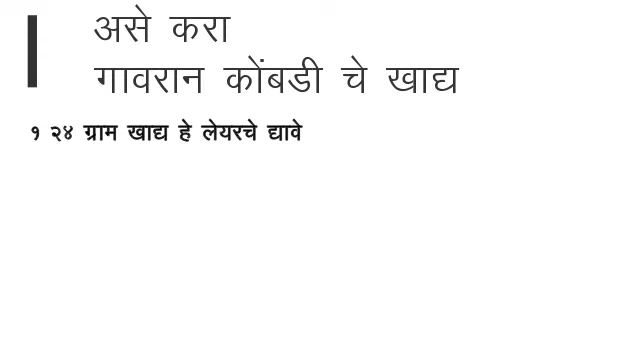 असे करा
गावरान कोंबडी चे खाद्य
१ २४ ग्राम खाद्य हे लेयरचे द्यावे